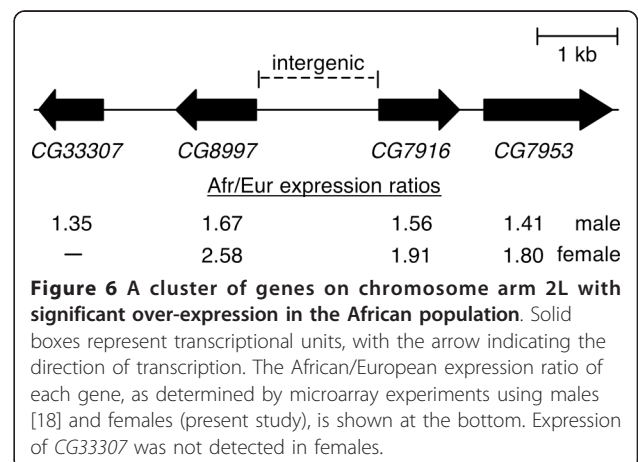 1 kb
intergenic
CG33307 CG8997 CG7916 CG7953
Afr/Eur expression ratios
1.35 1.67 1.56 1.41 male
— 2.58 1.91 1.80 female
Figure 6 A cluster of genes on chromosome arm 2L with
significant over-expression in the African population. Solid
boxes represent transcriptional units, with the arrow indicating the
direction of transcription. The African/European expression ratio of
each gene, as determined by microarray experiments using males
[18] and females (present study), is shown at the bottom. Expression
of CG33307 was not detected in females.